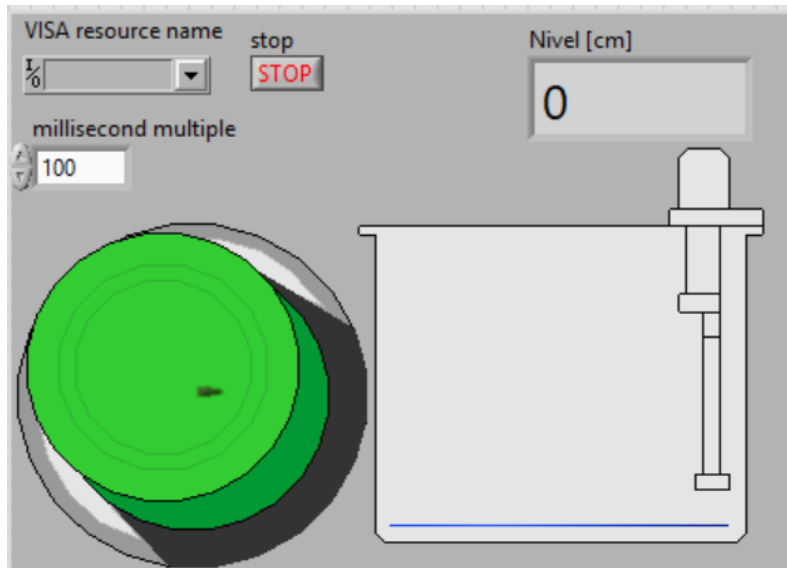 VISA resource name
stop
Nivel [cm]
I/O
STOP
0
millisecond multiple
100